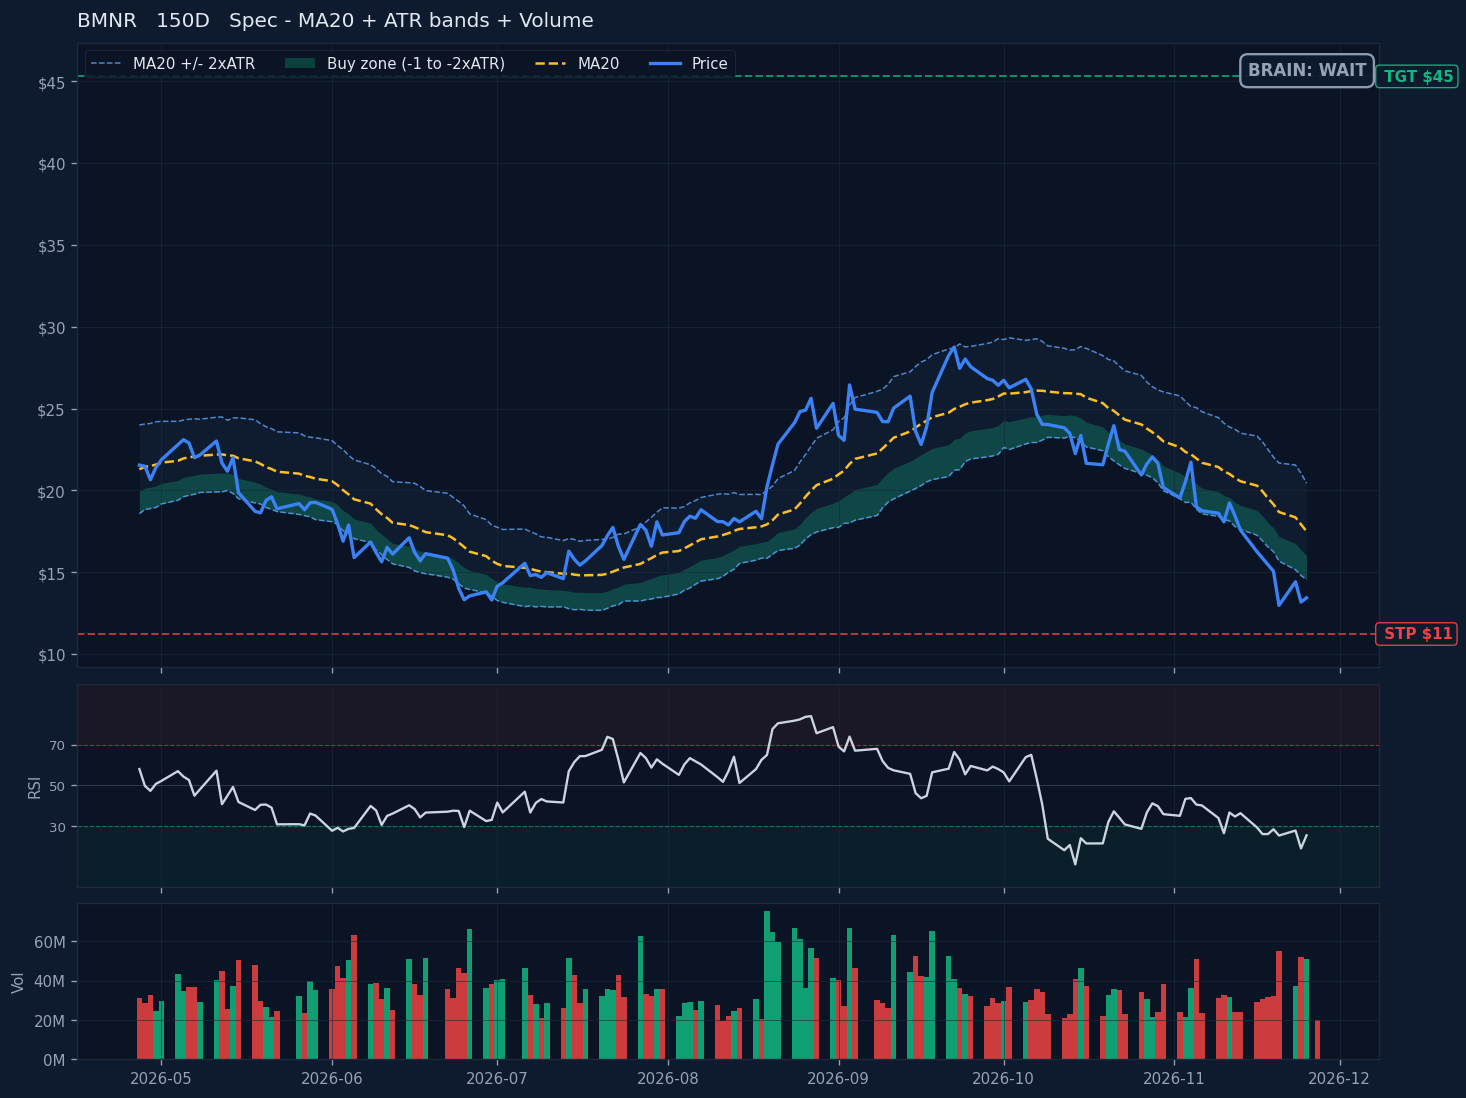 BMNR   150D   Spec - MA20 + ATR bands + Volume
MA20 +/- 2xATR
Buy zone (-1 to -2xATR)
MA20
Price
BRAIN: WAIT
TGT $45
$45
$40
$35
$30
$25
$20
$15
STP $11
$10
70
50
30
RSI
60M
40M
20M
0M
Vol
2026-05
2026-06
2026-07
2026-08
2026-09
2026-10
2026-11
2026-12